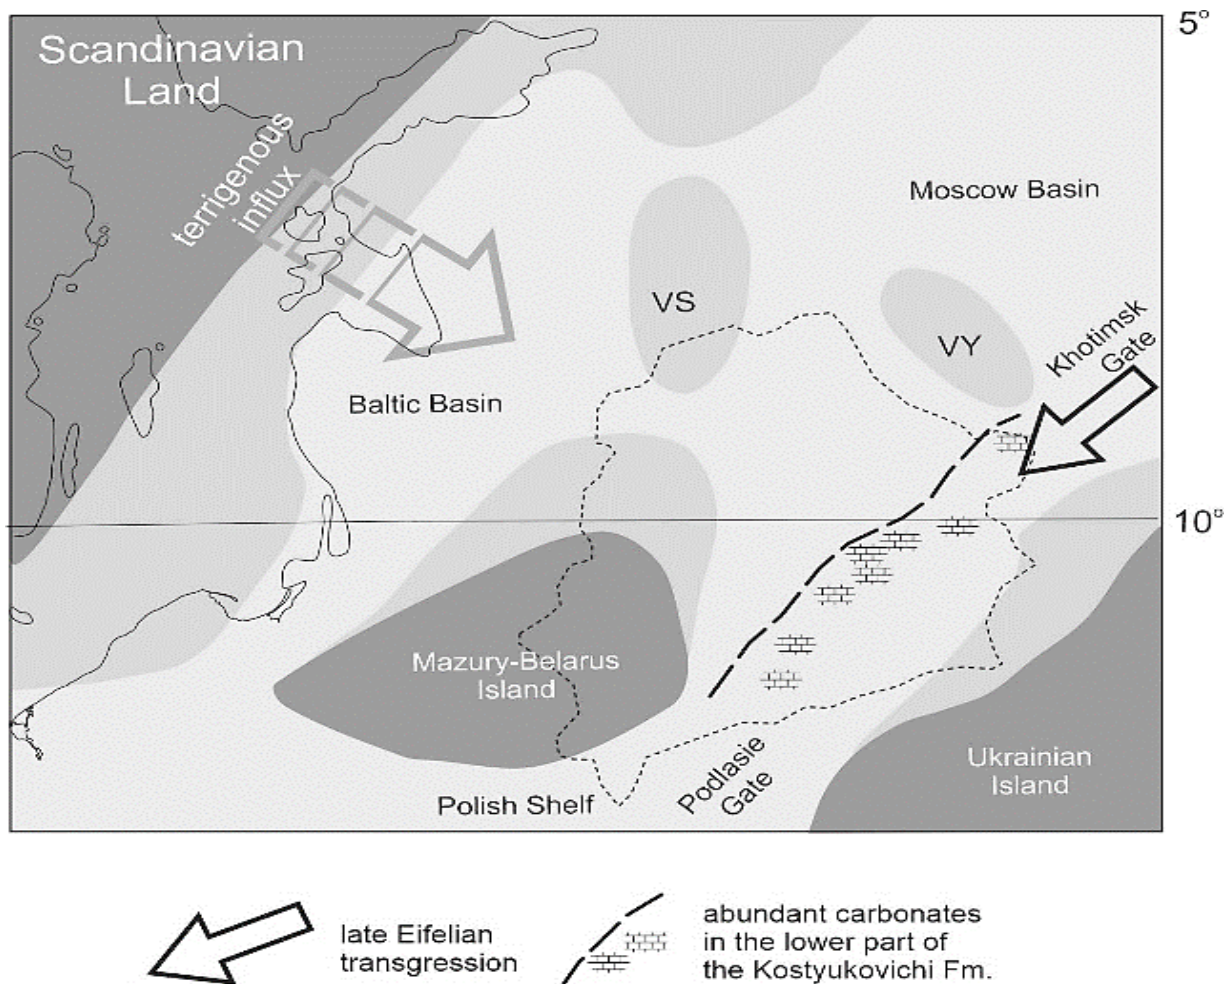 5°
Scandinavian
Land
terrigenous
influx
Moscow Basin
VS
VY
Khotimsk
Gate
Baltic Basin
10°
Mazury-Belarus
Island
Ukrainian
Island
Podlasie
Gate
Polish Shelf
late Eifelian
transgression
abundant carbonates
in the lower part of
the Kostyukovichi Fm.